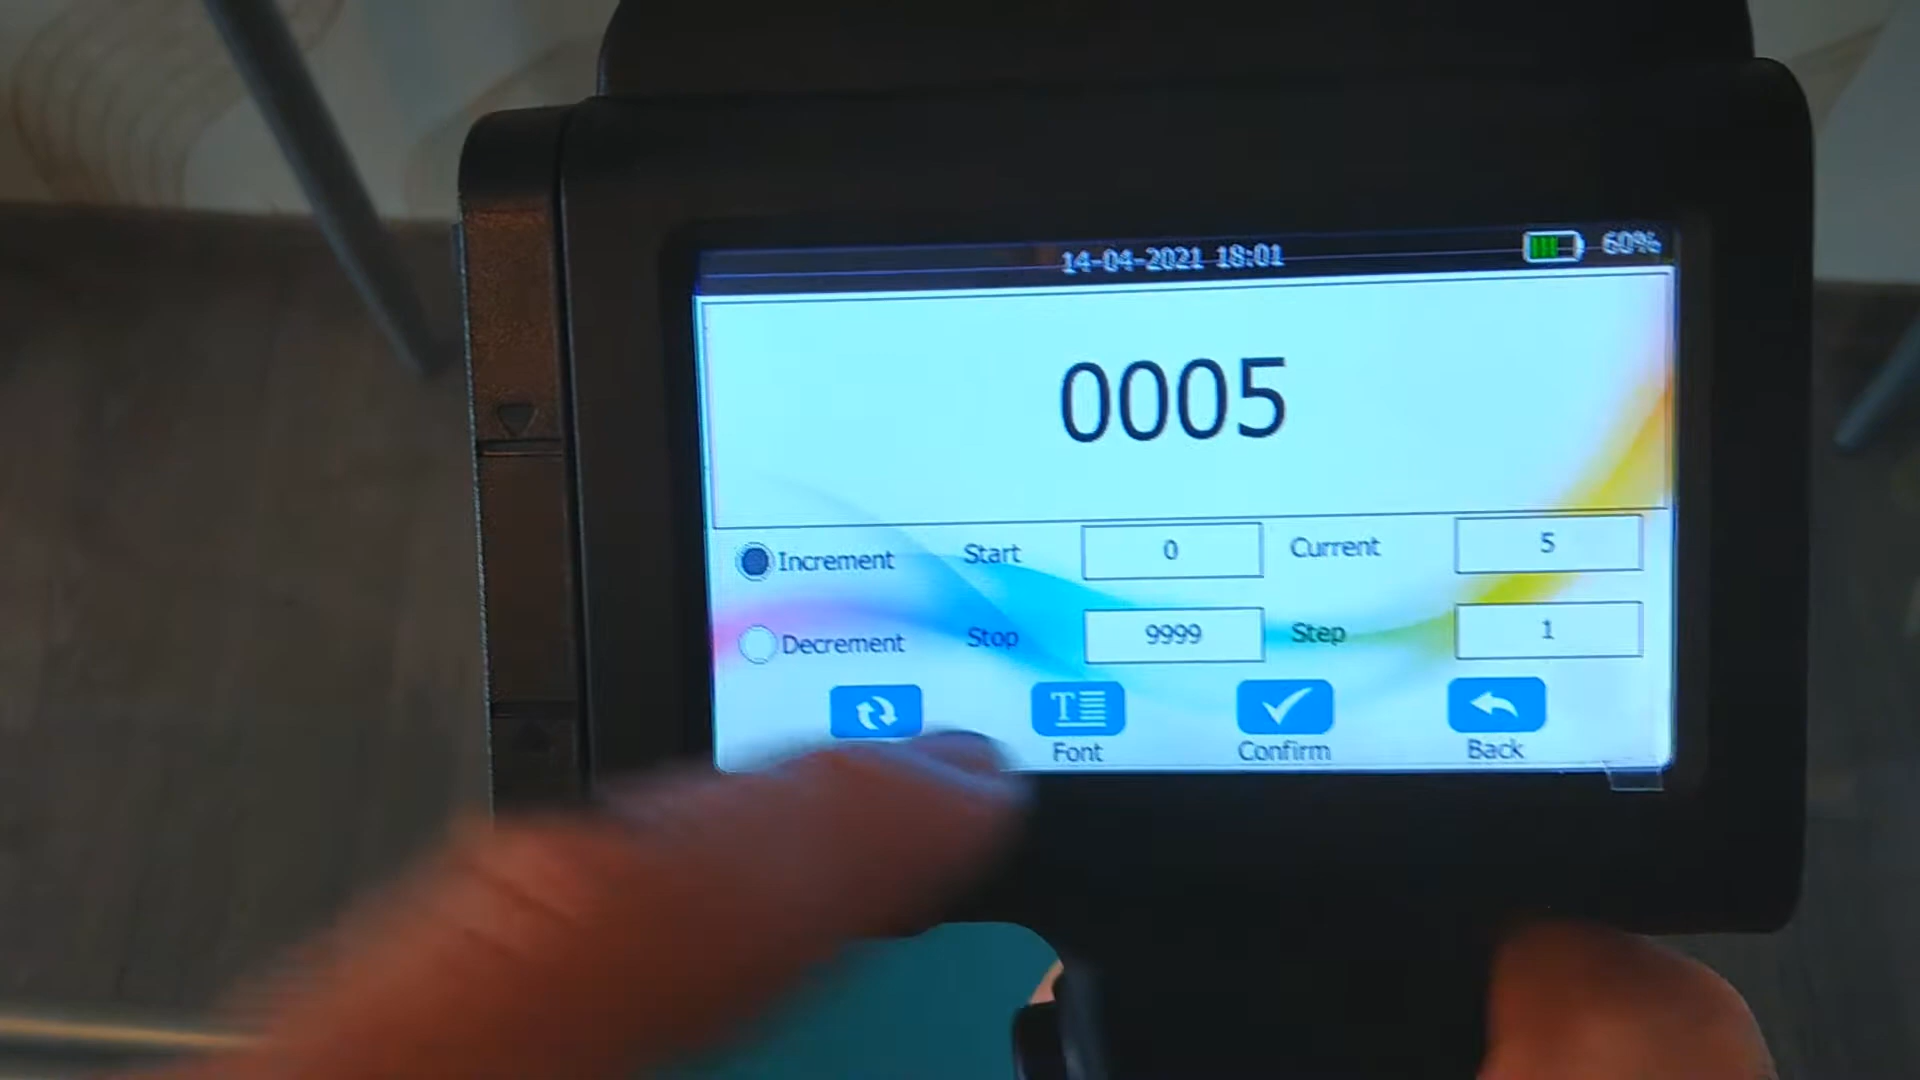 14-04-2021 18:01 60%
0005
Increment Start 0 Current 5
Decrement Stop 9999 Step 1
Font Confirm Back